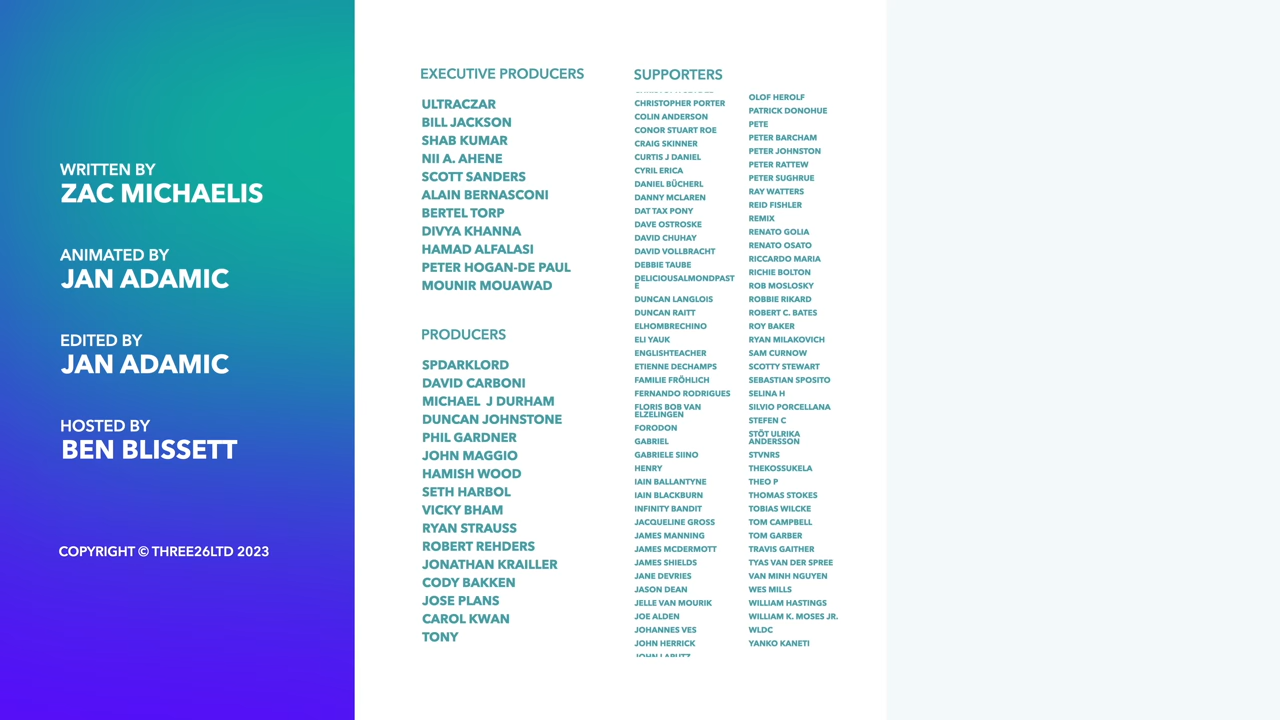 WRITTEN BY
ZAC MICHAELIS
ANIMATED BY
JAN ADAMIC
EDITED BY
JAN ADAMIC
HOSTED BY
BEN BLISSETT
COPYRIGHT © THREE26LTD 2023
EXECUTIVE PRODUCERS
ULTRACZAR
BILL JACKSON
SHAB KUMAR
NII A. AHENE
SCOTT SANDERS
ALAIN BERNASCONI
BERTEL TORP
DIVYA KHANNA
HAMAD ALFALASI
PETER HOGAN-DE PAUL
MOUNIR MOUAWAD
PRODUCERS
SPDARKLORD
DAVID CARBONI
MICHAEL J DURHAM
DUNCAN JOHNSTONE
PHIL GARDNER
JOHN MAGGIO
HAMISH WOOD
SETH HARBOL
VICKY BHAM
RYAN STRAUSS
ROBERT REHDERS
JONATHAN KRAILLER
CODY BAKKEN
JOSE PLANS
CAROL KWAN
TONY
SUPPORTERS
CHRISTOPHER PORTER
COLIN ANDERSON
CONOR STUART ROE
CRAIG SKINNER
CURTIS J DANIEL
CYRIL ERICA
DANIEL BÜCHERL
DANNY MCLAREN
DAT TAX PONY
DAVE OSTROSKE
DAVID CHUHAY
DAVID VOLLBRACHT
DEBBIE TAUBE
DELICIOUSALMONDPAST
E
DUNCAN LANGLOIS
DUNCAN RAITT
ELHOMBRECHINO
ELI YAUK
ENGLISHTEACHER
ETIENNE DECHAMPS
FAMILIE FRÖHLICH
FERNANDO RODRIGUES
FLORIS BOB VAN
ELZELINGEN
FORODON
GABRIEL
GABRIELE SIINO
HENRY
IAIN BALLANTYNE
IAIN BLACKBURN
INFINITY BANDIT
JACQUELINE GROSS
JAMES MANNING
JAMES MCDERMOTT
JAMES SHIELDS
JANE DEVRIES
JASON DEAN
JELLE VAN MOURIK
JOE ALDEN
JOHANNES VES
JOHN HERRICK
OLOF HEROLF
PATRICK DONOHUE
PETE
PETER BARCHAM
PETER JOHNSTON
PETER RATTEW
PETER SUGHRUE
RAY WATTERS
REID FISHLER
REMIX
RENATO GOLIA
RENATO OSATO
RICCARDO MARIA
RICHIE BOLTON
ROB MOSLOSKY
ROBBIE RIKARD
ROBERT C. BATES
ROY BAKER
RYAN MILAKOVICH
SAM CURNOW
SCOTTY STEWART
SEBASTIAN SPOSITO
SELINA H
SILVIO PORCELLANA
STEFEN C
STÕT ULRIKA
ANDERSSON
STVNRS
THEKOSSUKELA
THEO P
THOMAS STOKES
TOBIAS WILCKE
TOM CAMPBELL
TOM GARBER
TRAVIS GAITHER
TYAS VAN DER SPREE
VAN MINH NGUYEN
WES MILLS
WILLIAM HASTINGS
WILLIAM K. MOSES JR.
WLDC
YANKO KANETI